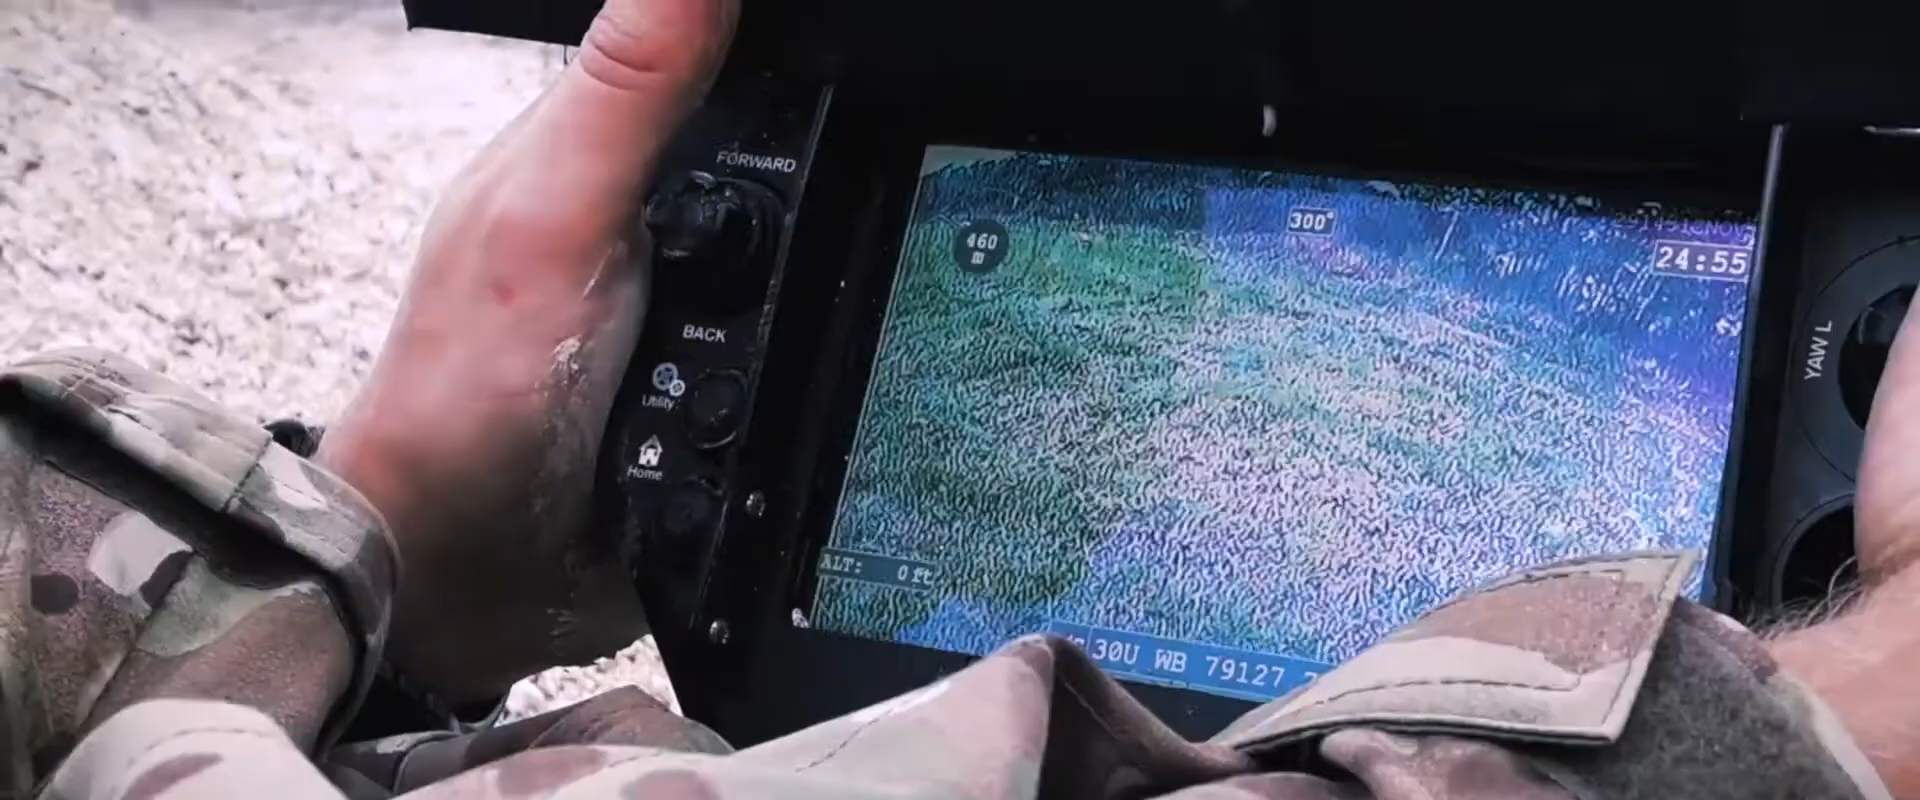 FORWARD
BACK
Utility
Home
460
m
300°
24:55
ALT: 0 ft
30U WB 79127
YAW L